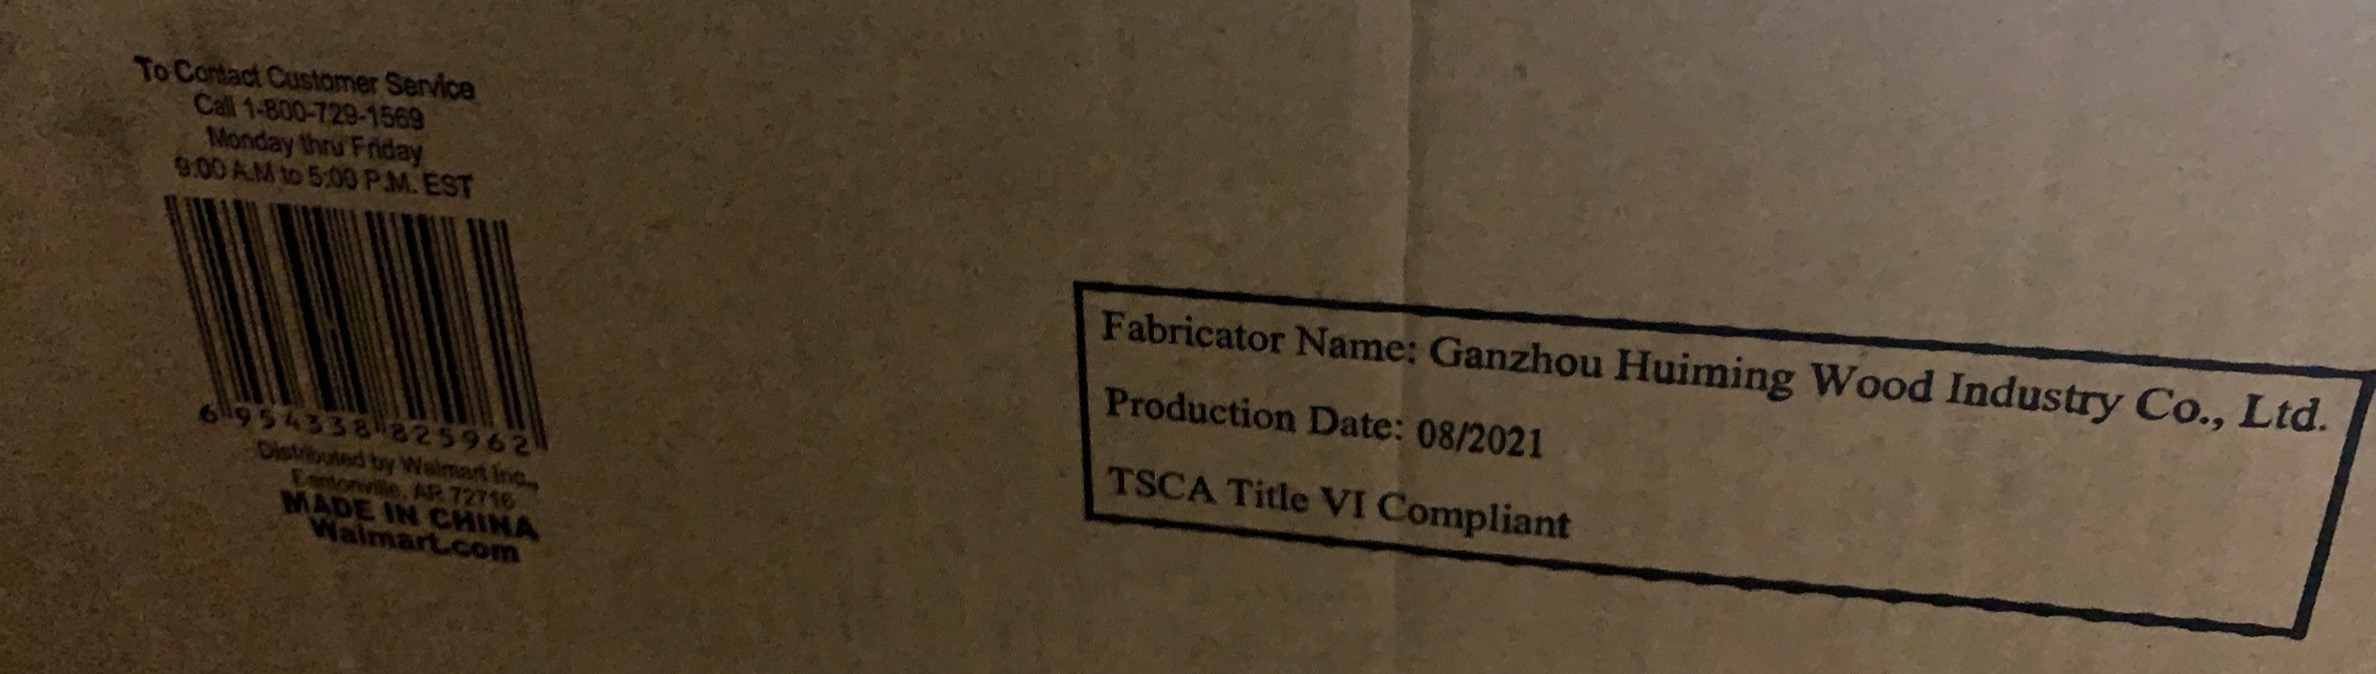 To Contact Customer Service
Call 1-800-729-1569
Monday thru Friday
9:00 A.M to 5:00 P.M. EST
6 954338 825962
Distributed by Walmart Inc.,
Bentonville, AR 72716
MADE IN CHINA
Walmart.com
Fabricator Name: Ganzhou Huiming Wood Industry Co., Ltd.
Production Date: 08/2021
TSCA Title VI Compliant